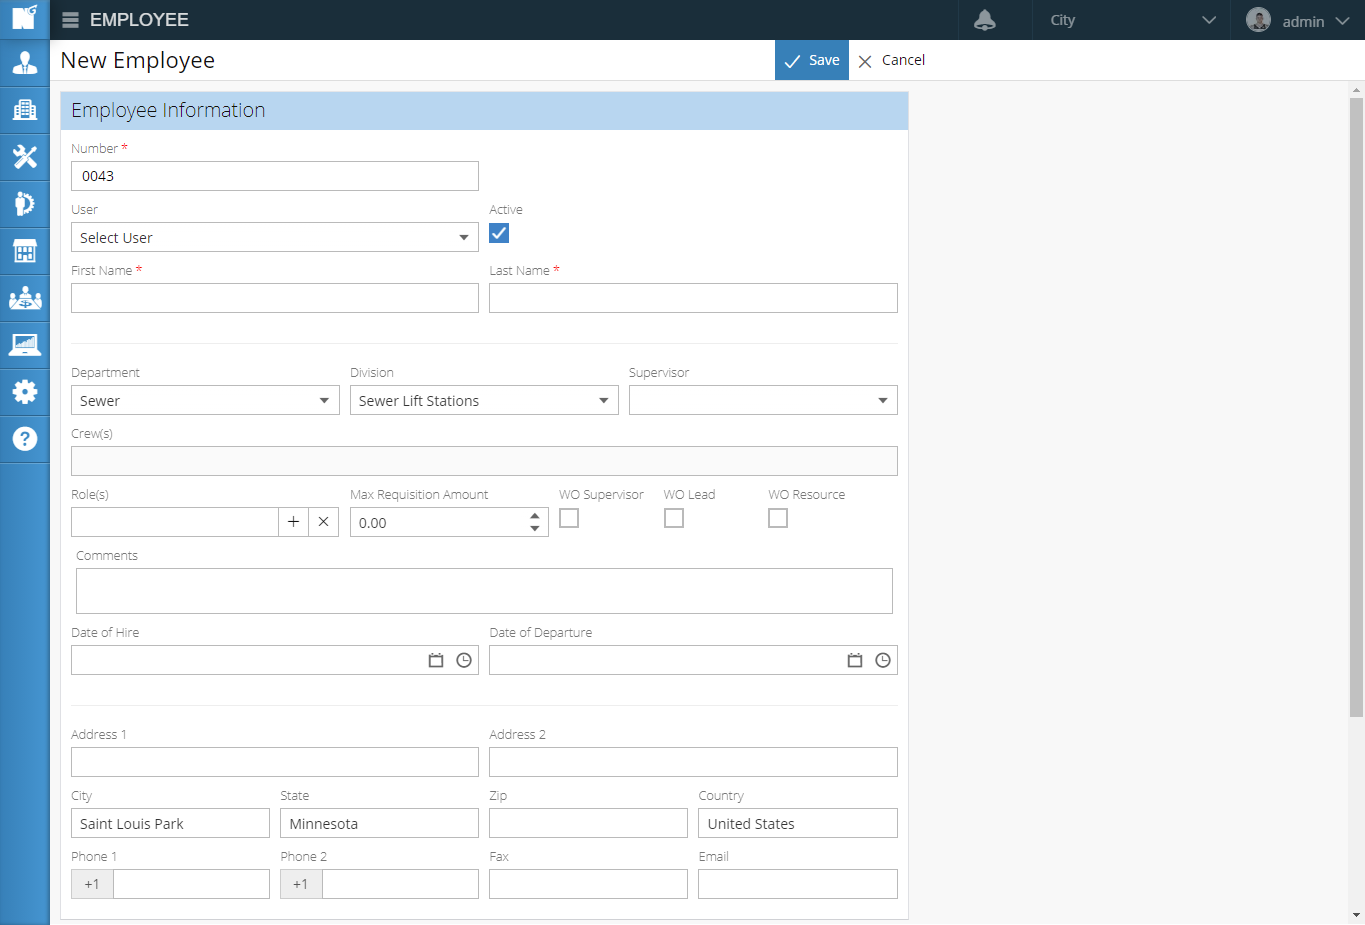 EMPLOYEE
City
admin
New Employee
Save
Cancel
Employee Information
Number *
0043
User
Active
Select User
First Name *
Last Name *
Department
Division
Supervisor
Sewer
Sewer Lift Stations
Crew(s)
Role(s)
Max Requisition Amount
WO Supervisor
WO Lead
WO Resource
0.00
Comments
Date of Hire
Date of Departure
Address 1
Address 2
City
State
Zip
Country
Saint Louis Park
Minnesota
United States
Phone 1
Phone 2
Fax
Email
+1
+1